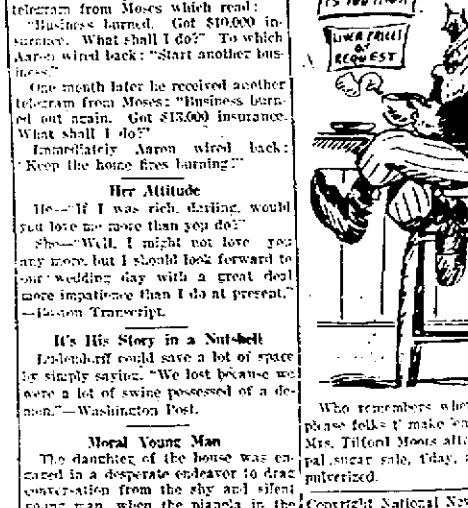 telegram from Moses which read:
"Business burned. Got $10,000 in-
surance. What shall I do?" To which
Aaron wired back: "Start another bus-
iness."
One month later he received another
telegram from Moses: "Business burn-
ed out again. Got $13,000 insurance.
What shall I do?"
Immediately Aaron wired back:
"Keep the home fires burning!"
Her Attitude
He—"If I was rich, darling, would
you love me more than you do?"
She—"Well, I might not love you
any more, but I should look forward to
our wedding day with a great deal
more impatience than I do at present."
—Boston Transcript.
It's His Story in a Nutshell
Ludendorff could save a lot of space
by simply saying, "We lost because we
were a lot of swine possessed of a de-
mon."—Washington Post.
Moral Young Man
The daughter of the house was en-
gaged in a desperate endeavor to drag
conversation from the shy and silent
young man, when the pianola in the
REQUEST
Who remembers when
please folks t' make
Mrs. Tilford Moots
sugar sale, t'day,
pulverized.
Copyright National